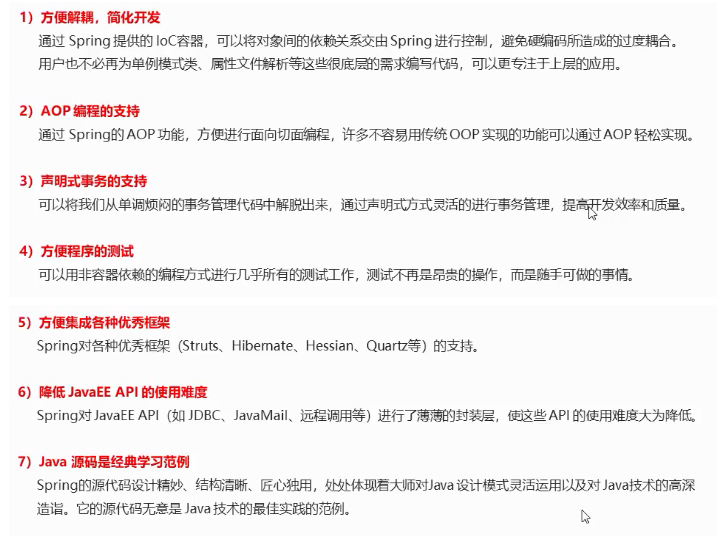 1）方便解耦，简化开发
通过 Spring 提供的 IoC容器，可以将对象间的依赖关系交由 Spring 进行控制，避免硬编码所造成的过度耦合。
用户也不必再为单例模式类、属性文件解析等这些很底层的需求编写代码，可以更专注于上层的应用。
2）AOP 编程的支持
通过 Spring的 AOP 功能，方便进行面向切面编程，许多不容易用传统 OOP 实现的功能可以通过 AOP 轻松实现。
3）声明式事务的支持
可以将我们从单调烦闷的事务管理代码中解脱出来，通过声明式方式灵活的进行事务管理，提高开发效率和质量。
4）方便程序的测试
可以用非容器依赖的编程方式进行几乎所有的测试工作，测试不再是昂贵的操作，而是随手可做的事情。
5）方便集成各种优秀框架
Spring对各种优秀框架（Struts、Hibernate、Hessian、Quartz等）的支持。
6）降低 JavaEE API 的使用难度
Spring对 JavaEE API（如 JDBC、JavaMail、远程调用等）进行了薄薄的封装层，使这些 API 的使用难度大为降低。
7）Java 源码是经典学习范例
Spring的源代码设计精妙、结构清晰、匠心独用，处处体现着大师对Java 设计模式灵活运用以及对 Java技术的高深
造诣。它的源代码无意是 Java 技术的最佳实践的范例。